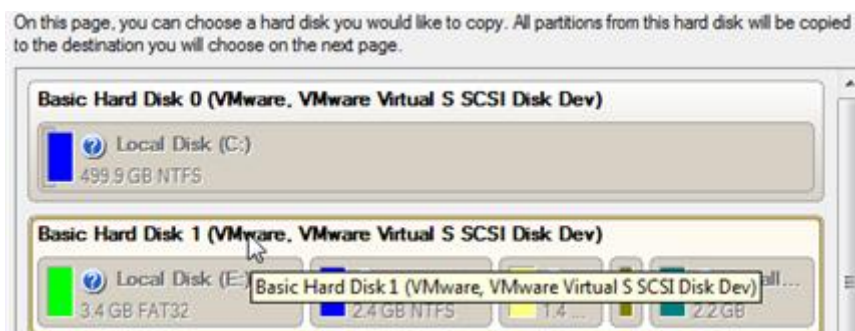 On this page, you can choose a hard disk you would like to copy. All partitions from this hard disk will be copied
to the destination you will choose on the next page.
Basic Hard Disk 0 (VMware, VMware Virtual S SCSI Disk Dev)
Local Disk (C:)
499.9 GB NTFS
Basic Hard Disk 1 (VMware, VMware Virtual S SCSI Disk Dev)
Local Disk (E:)
Basic Hard Disk 1 (VMware, VMware Virtual S SCSI Disk Dev)
all...
3.4 GB FAT32
2.4 GB NTFS
1.4 ...
2.2 GB